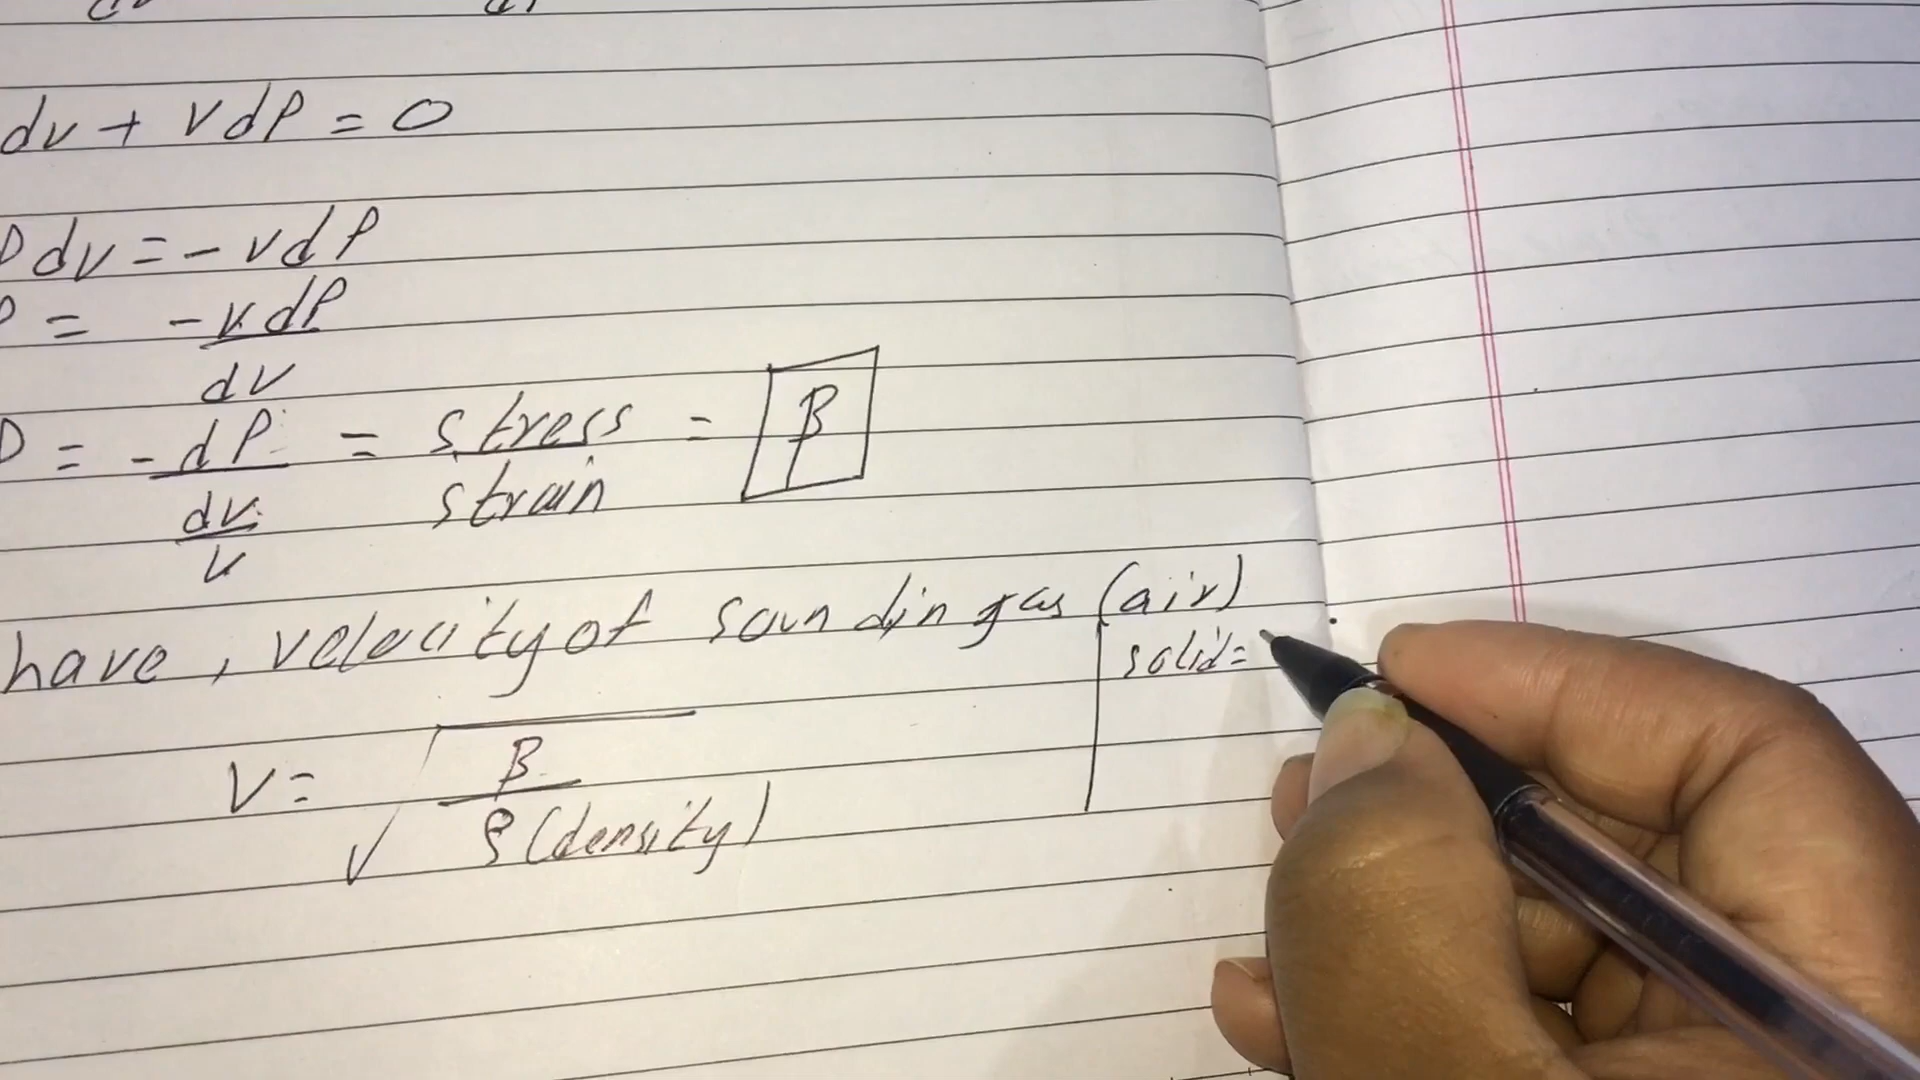 dv + VdP = 0
P dv = - vdP
P = - vdP / dv
P = - dP / (dv / v) = stress / strain = B
have, velocity of sound in gas (air)
solid =
V = √ B / ρ (density)